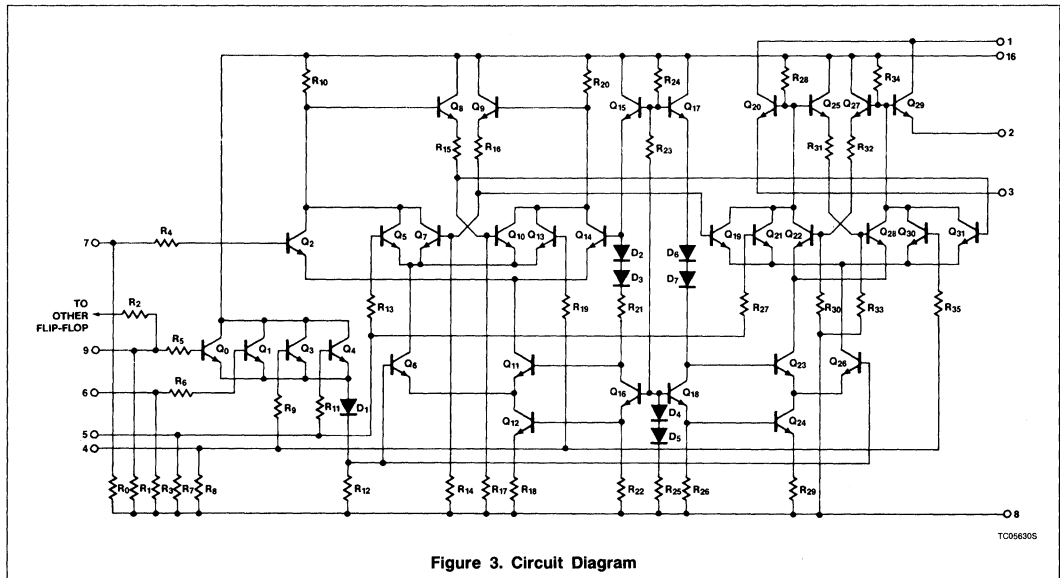 1
16
R10
R20
R24
R28
R34
Q8
Q9
Q15
Q17
Q20
Q25
Q27
Q29
2
R15
R16
R23
R31
R32
3
7
R4
Q2
Q5
Q7
Q10
Q13
Q14
D2
D6
Q19
Q21
Q22
Q28
Q30
Q31
D3
D7
TO
OTHER
FLIP-FLOP
R2
R13
R19
R21
R27
R30
R33
R35
9
R5
Q0
Q1
Q3
Q4
Q6
Q11
Q23
Q26
6
R6
R9
R11
D1
Q12
Q16
Q18
D4
D5
Q24
5
4
R0
R1
R3
R7
R8
R12
R14
R17
R18
R22
R25
R26
R29
8
TC05630S
Figure 3. Circuit Diagram